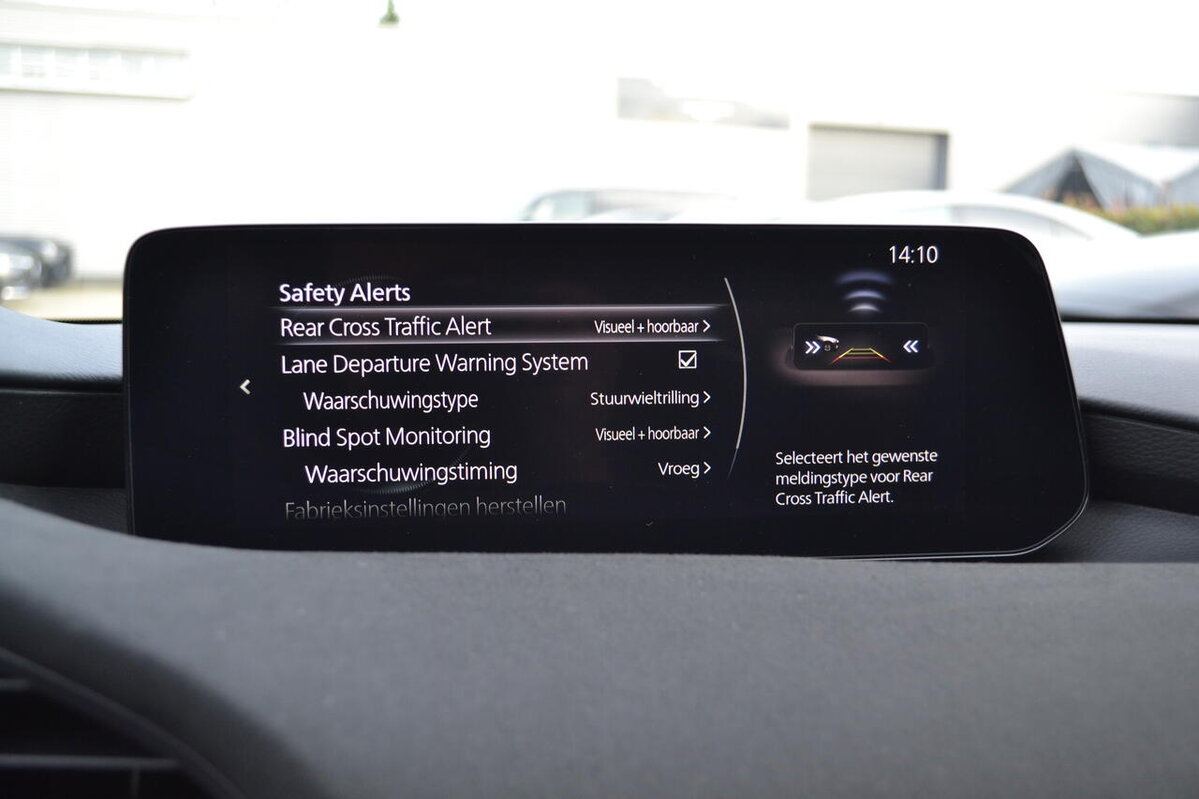 14:10
Safety Alerts
Rear Cross Traffic Alert Visueel + hoorbaar >
Lane Departure Warning System
Waarschuwingstype Stuurwieltrilling >
Blind Spot Monitoring Visueel + hoorbaar >
Waarschuwingstiming Vroeg >
Fabrieksinstellingen herstellen
Selecteert het gewenste
meldingstype voor Rear
Cross Traffic Alert.